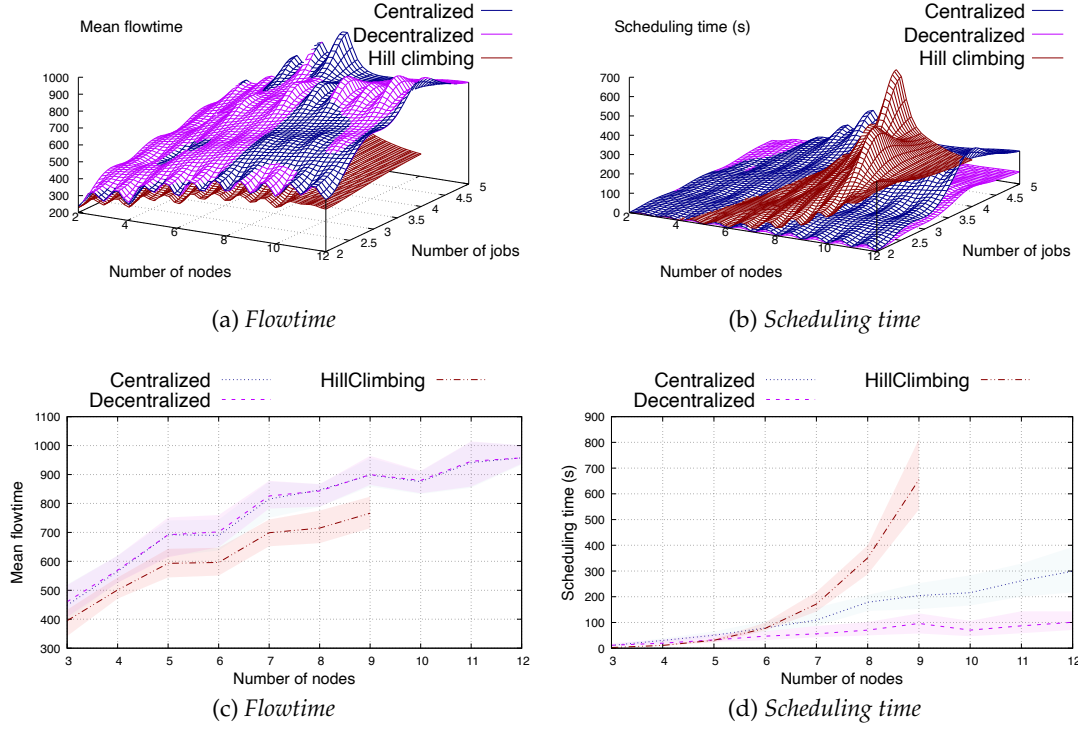 Mean flowtime
Centralized
Decentralized
Hill climbing
1000
900
800
700
600
500
400
300
200
2
4
6
8
10
12
2
2.5
3
3.5
4
4.5
5
Number of nodes
Number of jobs
(a) Flowtime
Scheduling time (s)
Centralized
Decentralized
Hill climbing
700
600
500
400
300
200
100
0
2
4
6
8
10
12
2
2.5
3
3.5
4
4.5
5
Number of nodes
Number of jobs
(b) Scheduling time
Centralized
Decentralized
HillClimbing
Mean flowtime
1100
1000
900
800
700
600
500
400
300
3 4 5 6 7 8 9 10 11 12
Number of nodes
(c) Flowtime
Centralized
Decentralized
HillClimbing
Scheduling time (s)
900
800
700
600
500
400
300
200
100
0
3 4 5 6 7 8 9 10 11 12
Number of nodes
(d) Scheduling time